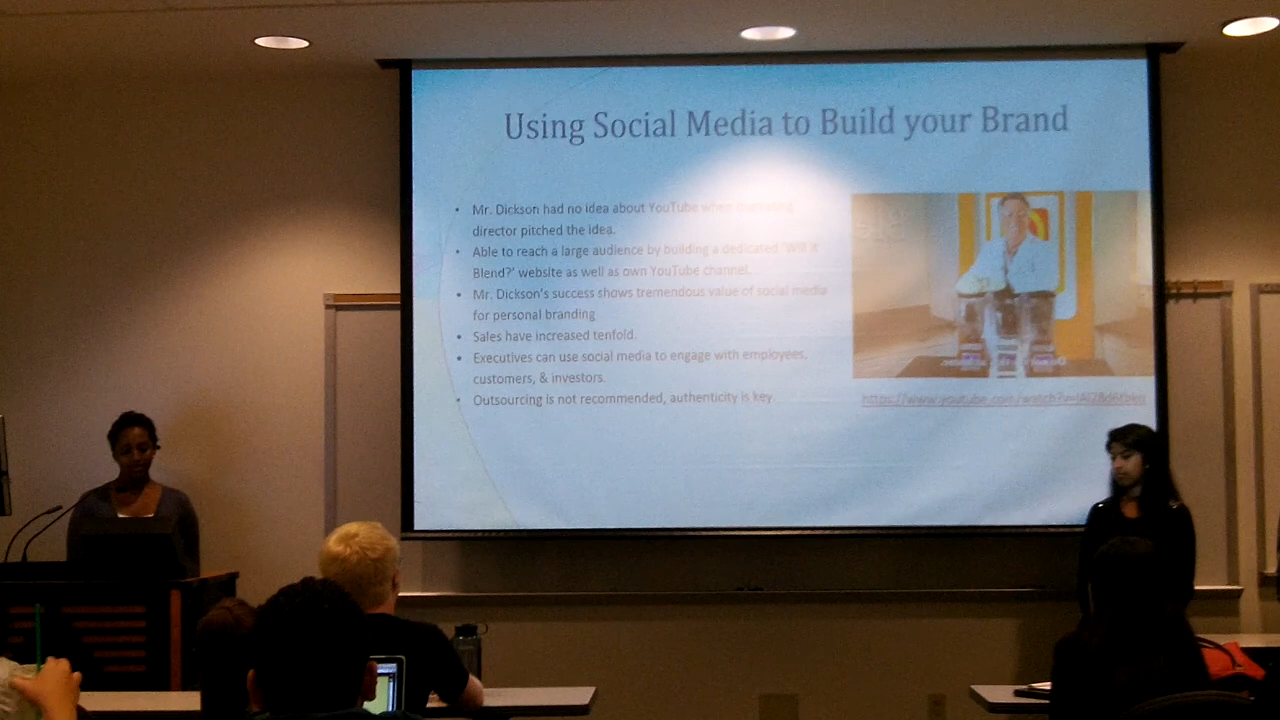 Using Social Media to Build your Brand
• Mr. Dickson had no idea about YouTube when marketing
director pitched the idea.
• Able to reach a large audience by building a dedicated 'Will it
Blend?' website as well as own YouTube channel.
• Mr. Dickson's success shows tremendous value of social media
for personal branding
• Sales have increased tenfold.
• Executives can use social media to engage with employees,
customers, & investors.
• Outsourcing is not recommended, authenticity is key.